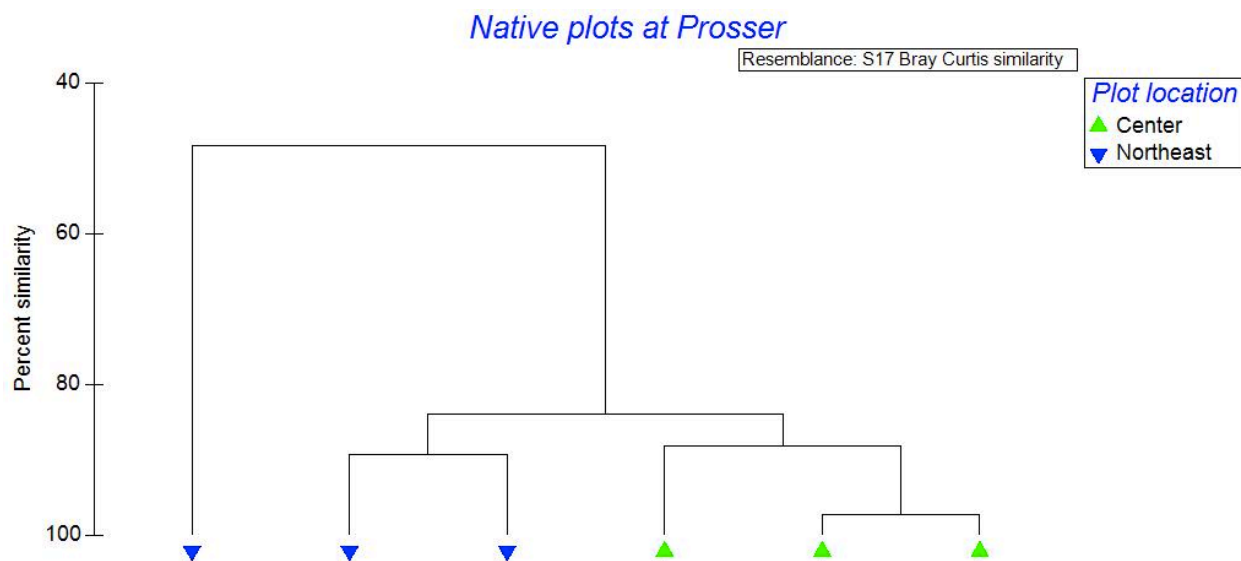 Native plots at Prosser
Resemblance: S17 Bray Curtis similarity
Plot location
Center
Northeast
Percent similarity
40
60
80
100